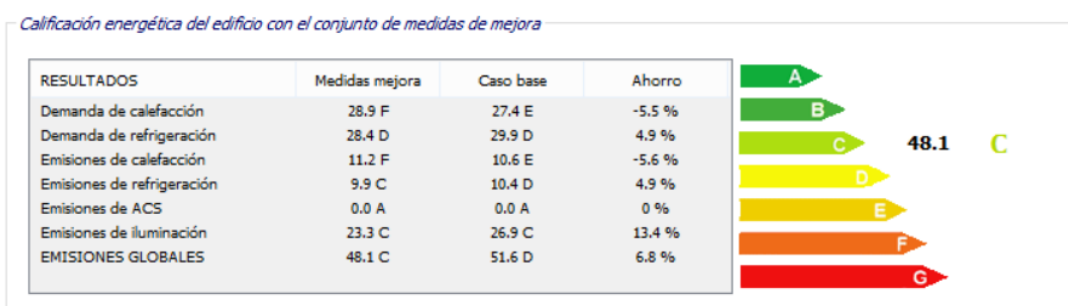 Calificación energética del edificio con el conjunto de medidas de mejora
RESULTADOS Medidas mejora Caso base Ahorro
Demanda de calefacción 28.9 F 27.4 E -5.5 %
Demanda de refrigeración 28.4 D 29.9 D 4.9 %
Emisiones de calefacción 11.2 F 10.6 E -5.6 %
Emisiones de refrigeración 9.9 C 10.4 D 4.9 %
Emisiones de ACS 0.0 A 0.0 A 0 %
Emisiones de iluminación 23.3 C 26.9 C 13.4 %
EMISIONES GLOBALES 48.1 C 51.6 D 6.8 %
A
B
C 48.1 C
D
E
F
G